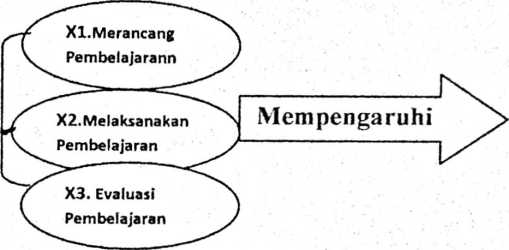 X1.Merancang
Pembelajarann
X2.Melaksanakan
Pembelajaran
Mempengaruhi
X3. Evaluasi
Pembelajaran